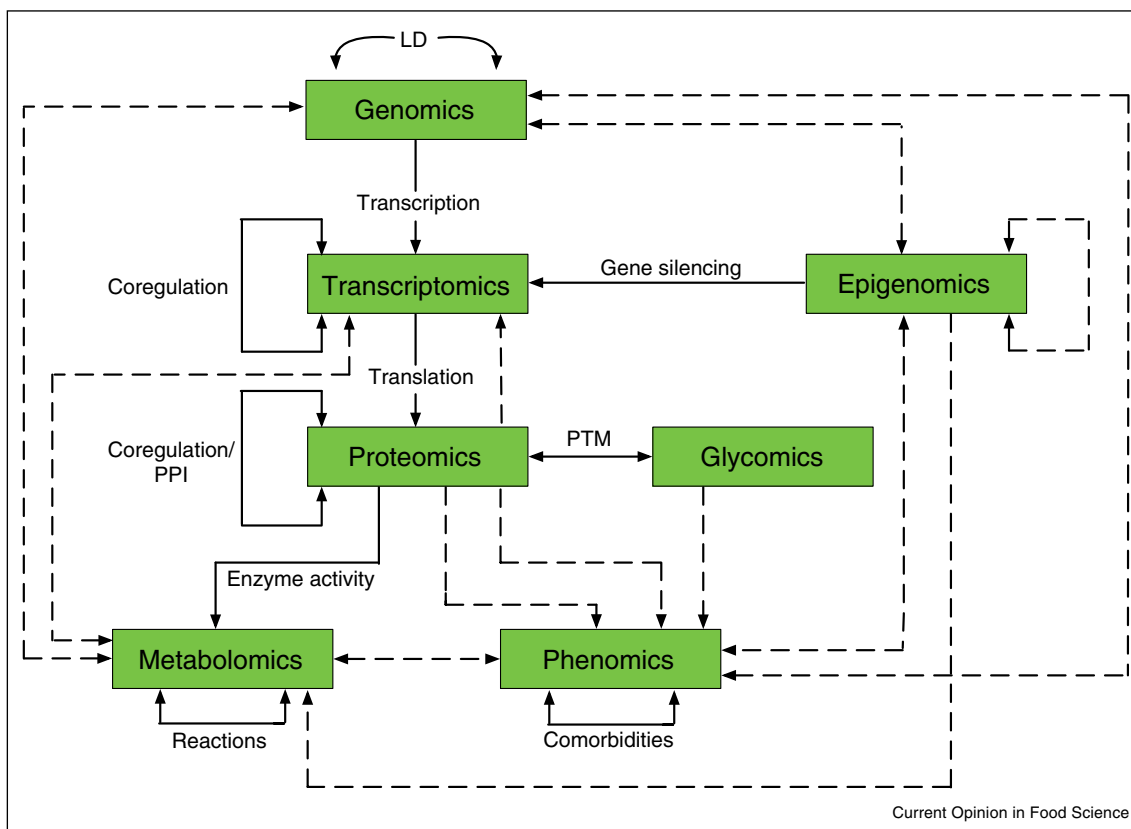 LD
Genomics
Transcription
Gene silencing
Coregulation
Transcriptomics
Epigenomics
Translation
Coregulation/
PPI
Proteomics
PTM
Glycomics
Enzyme activity
Metabolomics
Phenomics
Reactions
Comorbidities
Current Opinion in Food Science